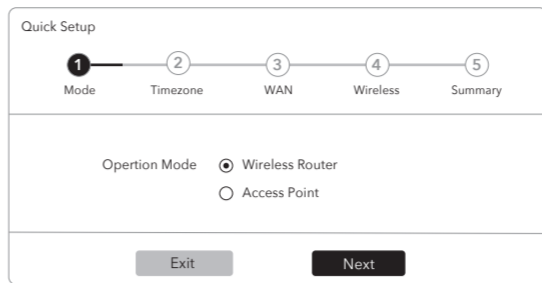 Quick Setup
1 2 3 4 5
Mode Timezone WAN Wireless Summary
Opertion Mode Wireless Router
Access Point
Exit Next